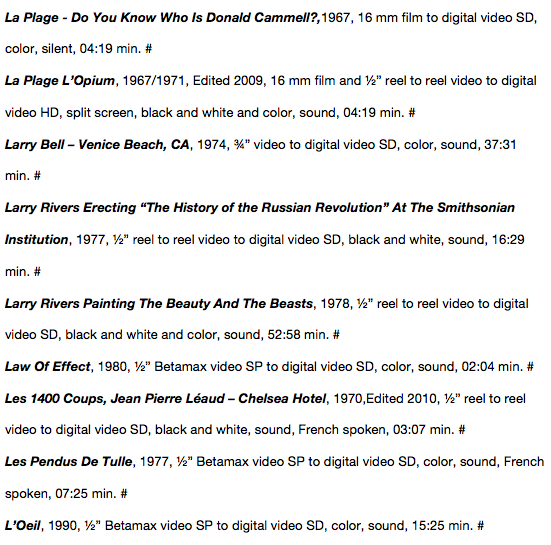 La Plage - Do You Know Who Is Donald Cammell?,1967, 16 mm film to digital video SD,
color, silent, 04:19 min. #
La Plage L’Opium, 1967/1971, Edited 2009, 16 mm film and ½” reel to reel video to digital
video HD, split screen, black and white and color, sound, 04:19 min. #
Larry Bell – Venice Beach, CA, 1974, ¾” video to digital video SD, color, sound, 37:31
min. #
Larry Rivers Erecting “The History of the Russian Revolution” At The Smithsonian
Institution, 1977, ½” reel to reel video to digital video SD, black and white, sound, 16:29
min. #
Larry Rivers Painting The Beauty And The Beasts, 1978, ½” reel to reel video to digital
video SD, black and white and color, sound, 52:58 min. #
Law Of Effect, 1980, ½” Betamax video SP to digital video SD, color, sound, 02:04 min. #
Les 1400 Coups, Jean Pierre Léaud – Chelsea Hotel, 1970,Edited 2010, ½” reel to reel
video to digital video SD, black and white, sound, French spoken, 03:07 min. #
Les Pendus De Tulle, 1977, ½” Betamax video SP to digital video SD, color, sound, French
spoken, 07:25 min. #
L’Oeil, 1990, ½” Betamax video SP to digital video SD, color, sound, 15:25 min. #